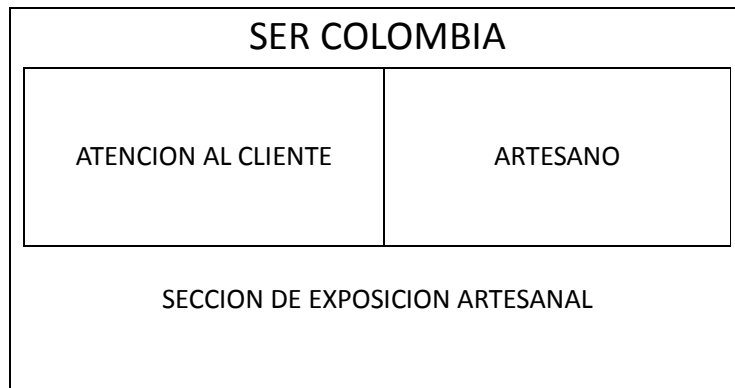 SER COLOMBIA
ATENCION AL CLIENTE
ARTESANO
SECCION DE EXPOSICION ARTESANAL